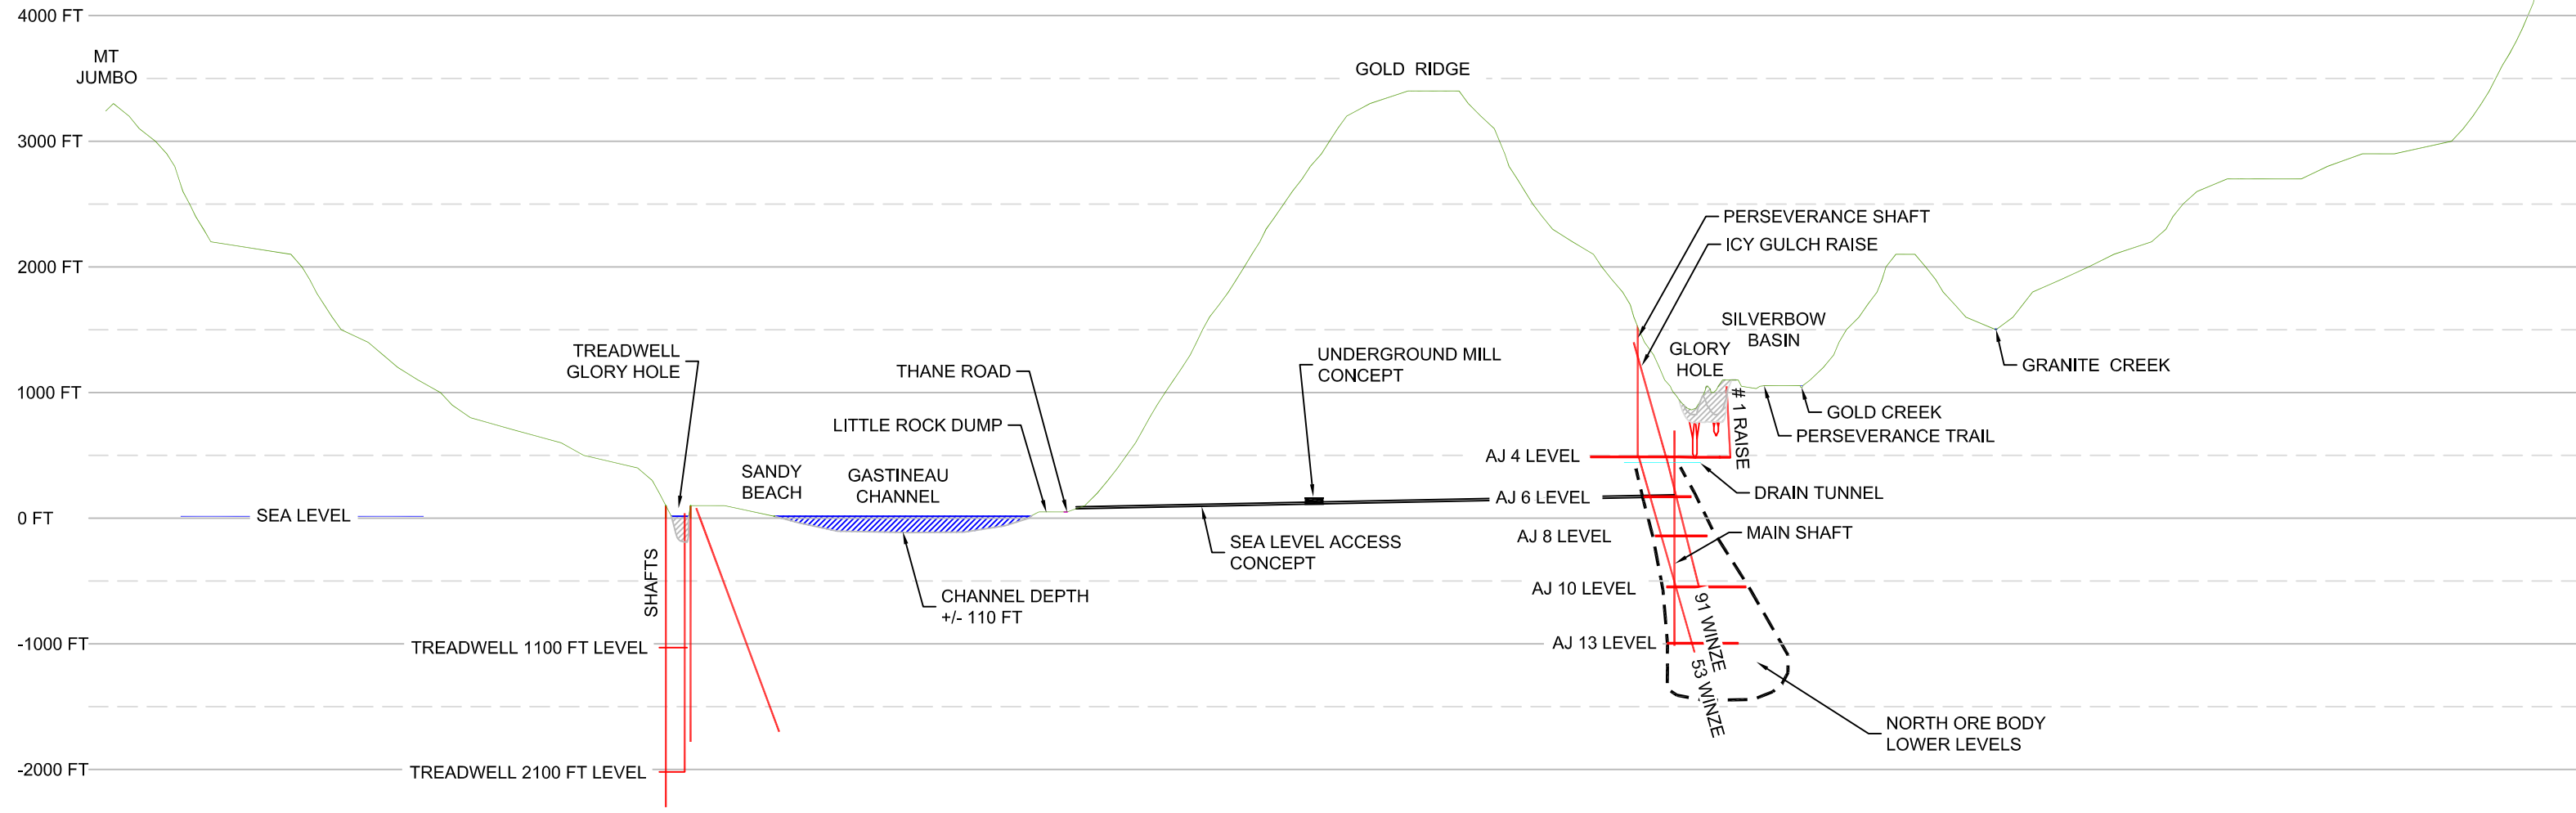 4000 FT
MT
JUMBO
GOLD RIDGE
3000 FT
PERSEVERANCE SHAFT
ICY GULCH RAISE
2000 FT
SILVERBOW
BASIN
GLORY
HOLE
TREADWELL
GLORY HOLE
THANE ROAD
UNDERGROUND MILL
CONCEPT
GRANITE CREEK
1000 FT
# 1 RAISE
GOLD CREEK
LITTLE ROCK DUMP
PERSEVERANCE TRAIL
AJ 4 LEVEL
SANDY
BEACH
GASTINEAU
CHANNEL
DRAIN TUNNEL
AJ 6 LEVEL
SEA LEVEL
0 FT
AJ 8 LEVEL
MAIN SHAFT
SEA LEVEL ACCESS
CONCEPT
SHAFTS
CHANNEL DEPTH
+/- 110 FT
AJ 10 LEVEL
91 WINZE
-1000 FT
TREADWELL 1100 FT LEVEL
AJ 13 LEVEL
53 WINZE
NORTH ORE BODY
LOWER LEVELS
-2000 FT
TREADWELL 2100 FT LEVEL